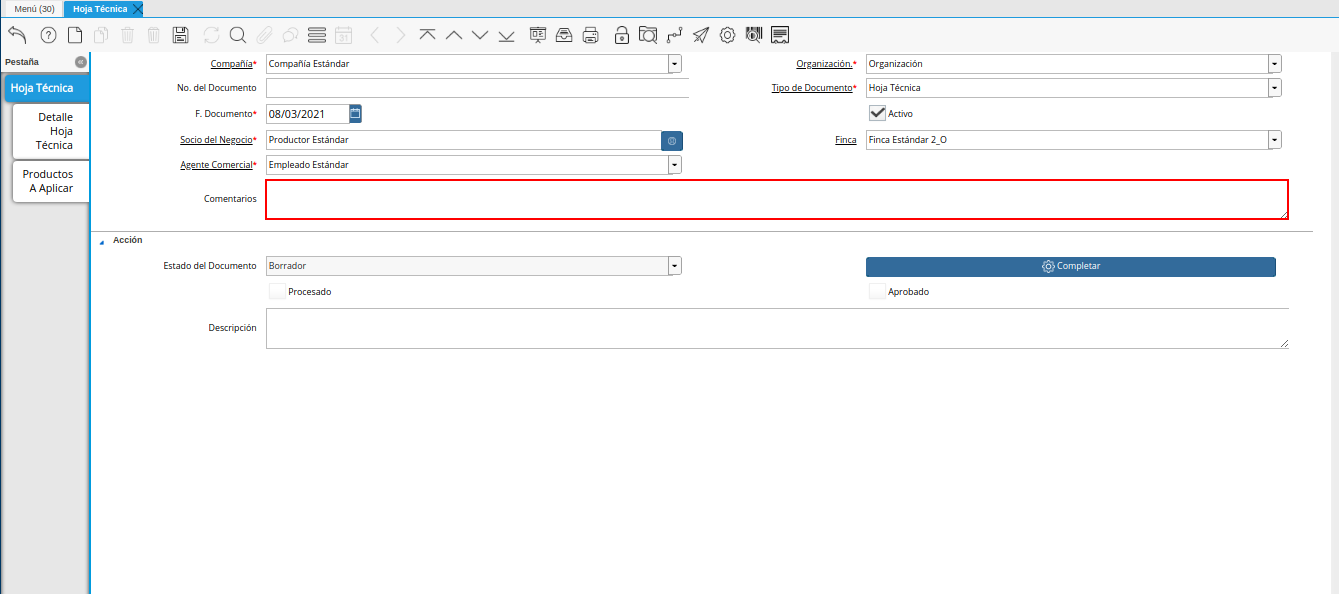 Menú (30) Hoja Técnica
31
Pestaña
Hoja Técnica
Detalle
Hoja
Técnica
Productos
A Aplicar
Compañía* Compañía Estándar Organización.* Organización
No. del Documento Tipo de Documento* Hoja Técnica
F. Documento* 08/03/2021 Activo
Socio del Negocio* Productor Estándar Finca Finca Estándar 2_O
Agente Comercial* Empleado Estándar
Comentarios
Acción
Estado del Documento Borrador Completar
Procesado Aprobado
Descripción